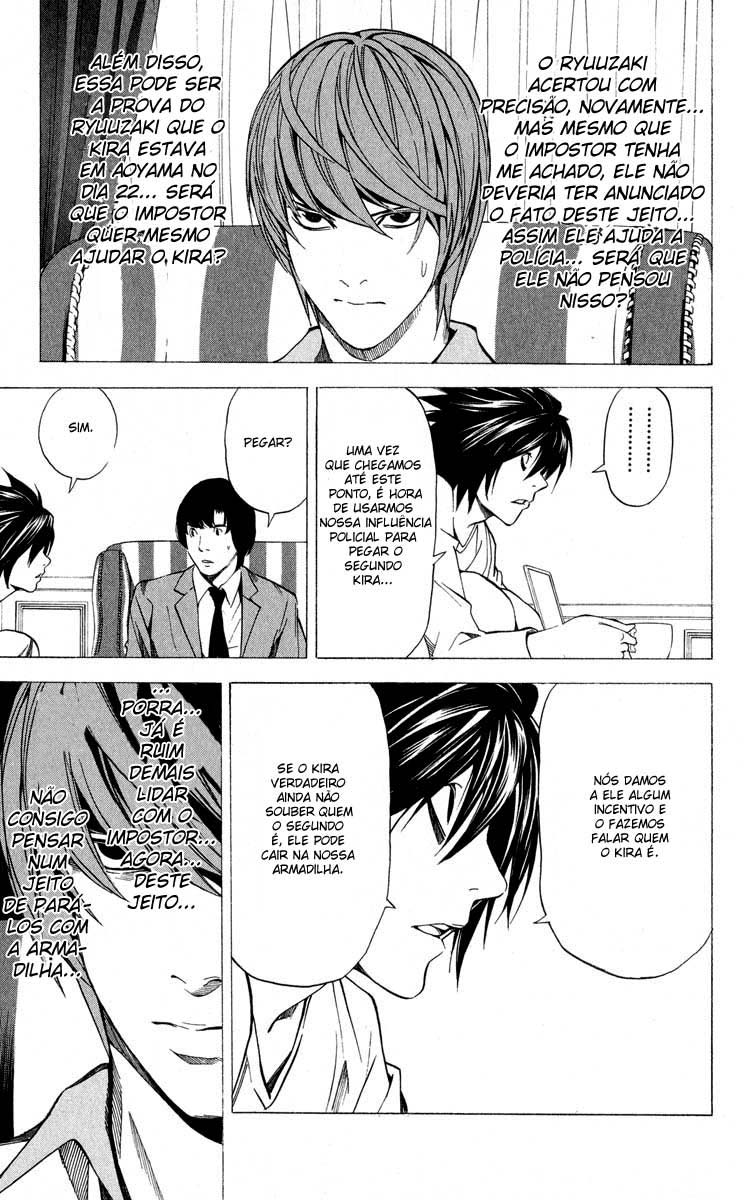 O RYUUZAKI
ACERTOU COM
PRECISÃO, NOVAMENTE...
MAS MESMO QUE
O IMPOSTOR TENHA
ME ACHADO, ELE NÃO
DEVERIA TER ANUNCIADO
O FATO DESTE JEITO...
ASSIM ELE AJUDA A
POLÍCIA... SERÁ QUE
ELE NÃO PENSOU
NISSO?
ALÉM DISSO,
ESSA PODE SER
A PROVA DO
RYUUZAKI QUE O
KIRA ESTAVA
EM AOYAMA NO
DIA 22... SERÁ
QUE O IMPOSTOR
QUER MESMO
AJUDAR O KIRA?
UMA VEZ
QUE CHEGAMOS
ATÉ ESTE
PONTO, É HORA
DE USARMOS
NOSSA INFLUÊNCIA
POLICIAL PARA
PEGAR O
SEGUNDO
KIRA...
PEGAR?
SIM.
NÓS DAMOS
A ELE ALGUM
INCENTIVO E
O FAZEMOS
FALAR QUEM
O KIRA É.
SE O KIRA
VERDADEIRO
AINDA NÃO
SOUBER QUEM
O SEGUNDO
É, ELE PODE
CAIR NA NOSSA
ARMADILHA.
...
PORRA...
JÁ É
RUIM
DEMAIS
LIDAR
COM O
IMPOSTOR...
AGORA...
DESTE
JEITO...
NÃO
CONSIGO
PENSAR
NUM
JEITO
DE PARÁ-
LOS COM
A ARMA-
DILHA...